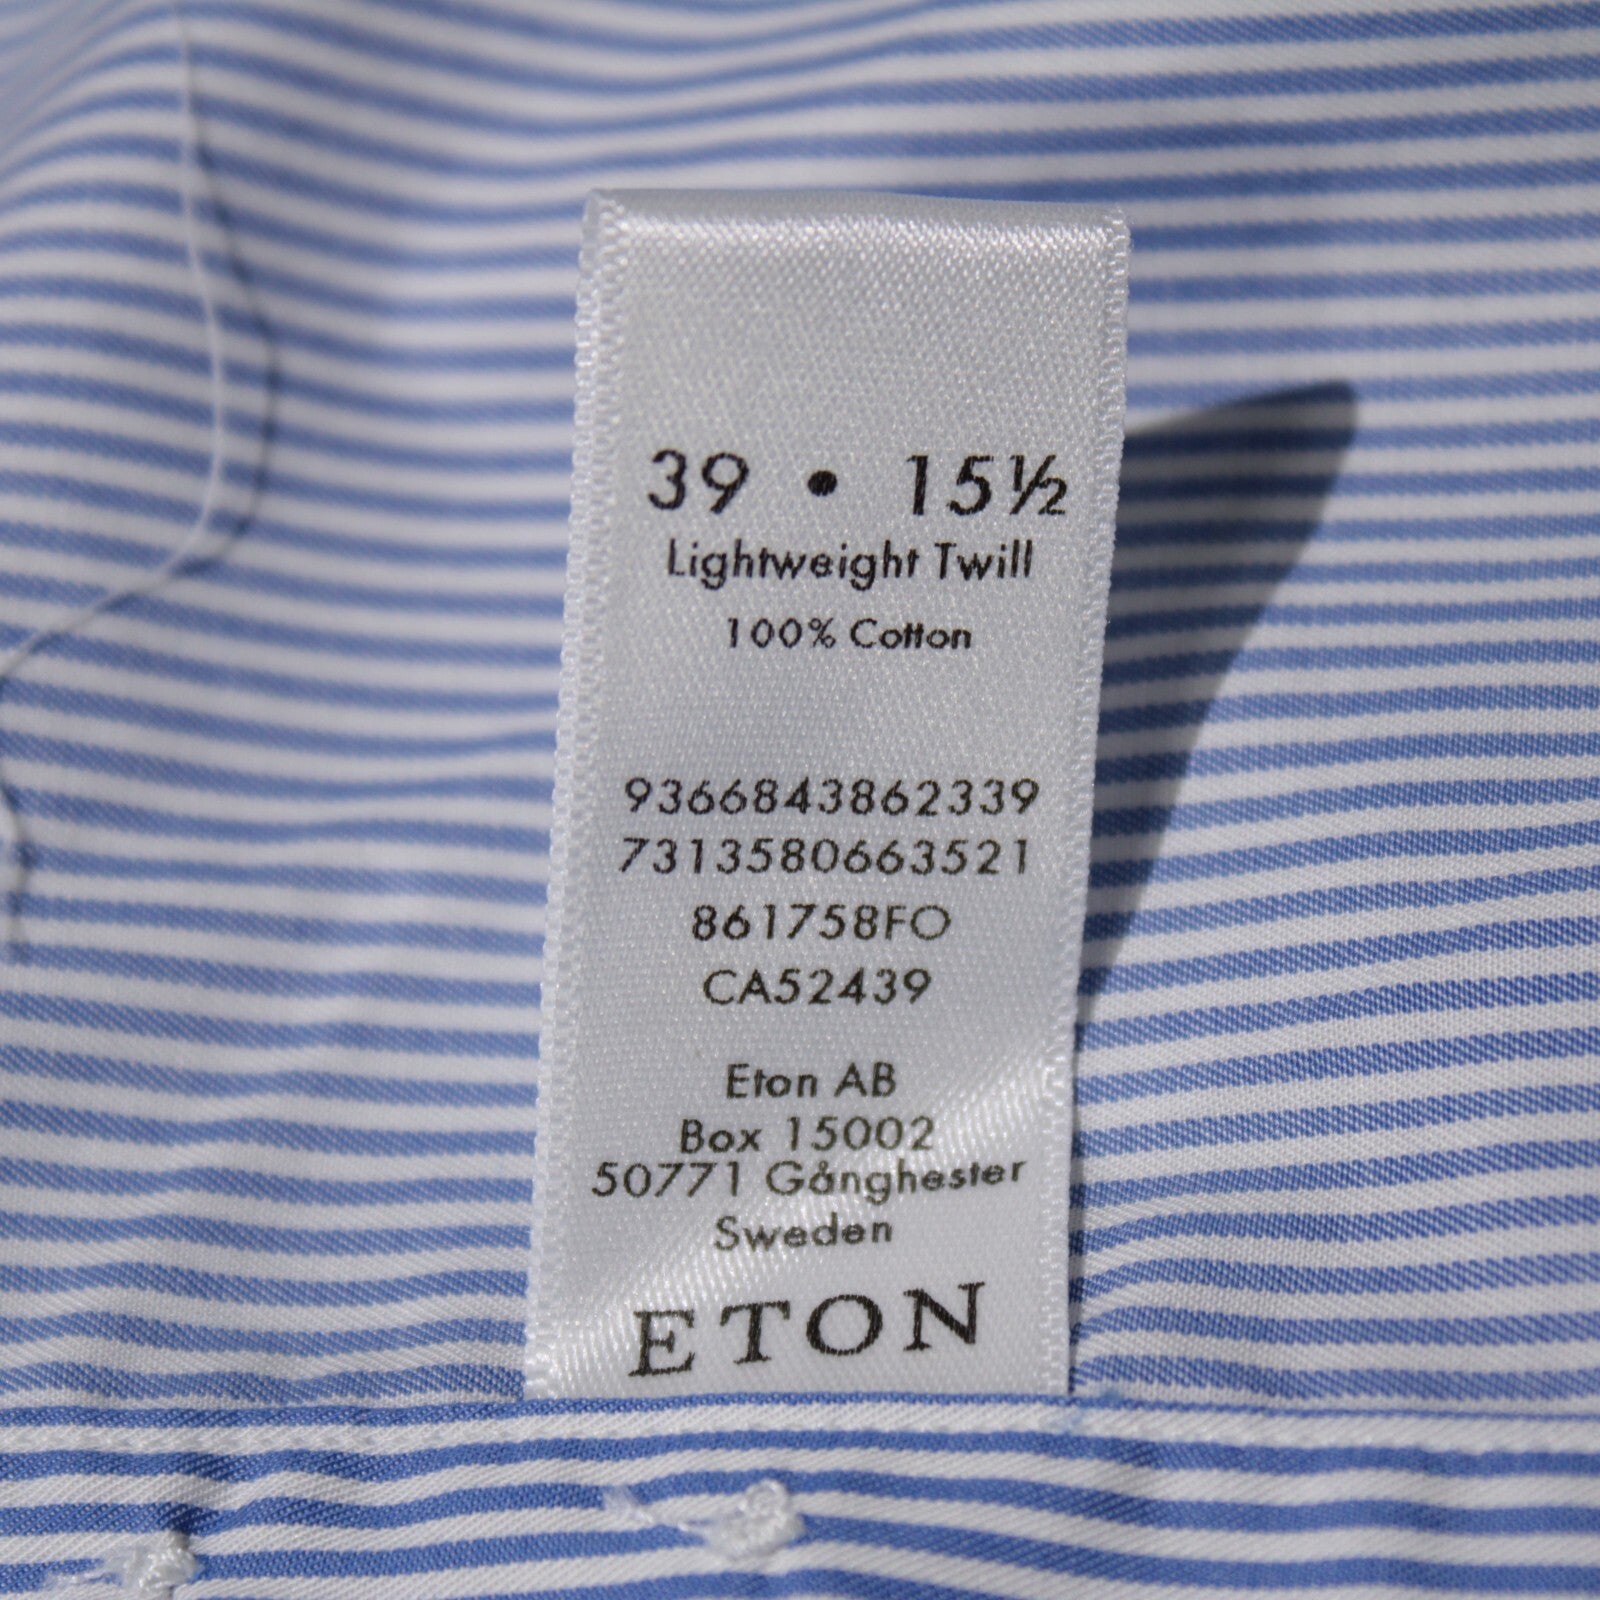 39 • 15½
Lightweight Twill
100% Cotton
9366843862339
7313580663521
861758FO
CA52439
Eton AB
Box 15002
50771 Gånghester
Sweden
ETON